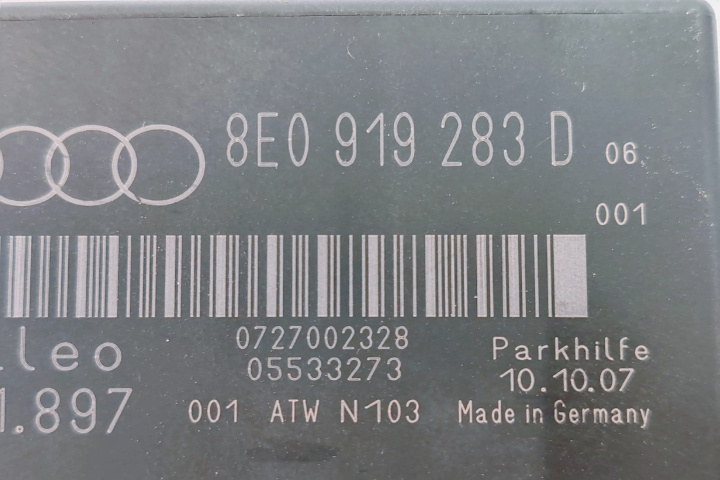 8E0 919 283 D 06
001
0727002328
05533273
leo
Parkhilfe
10.10.07
.897
001 ATW N103
Made in Germany